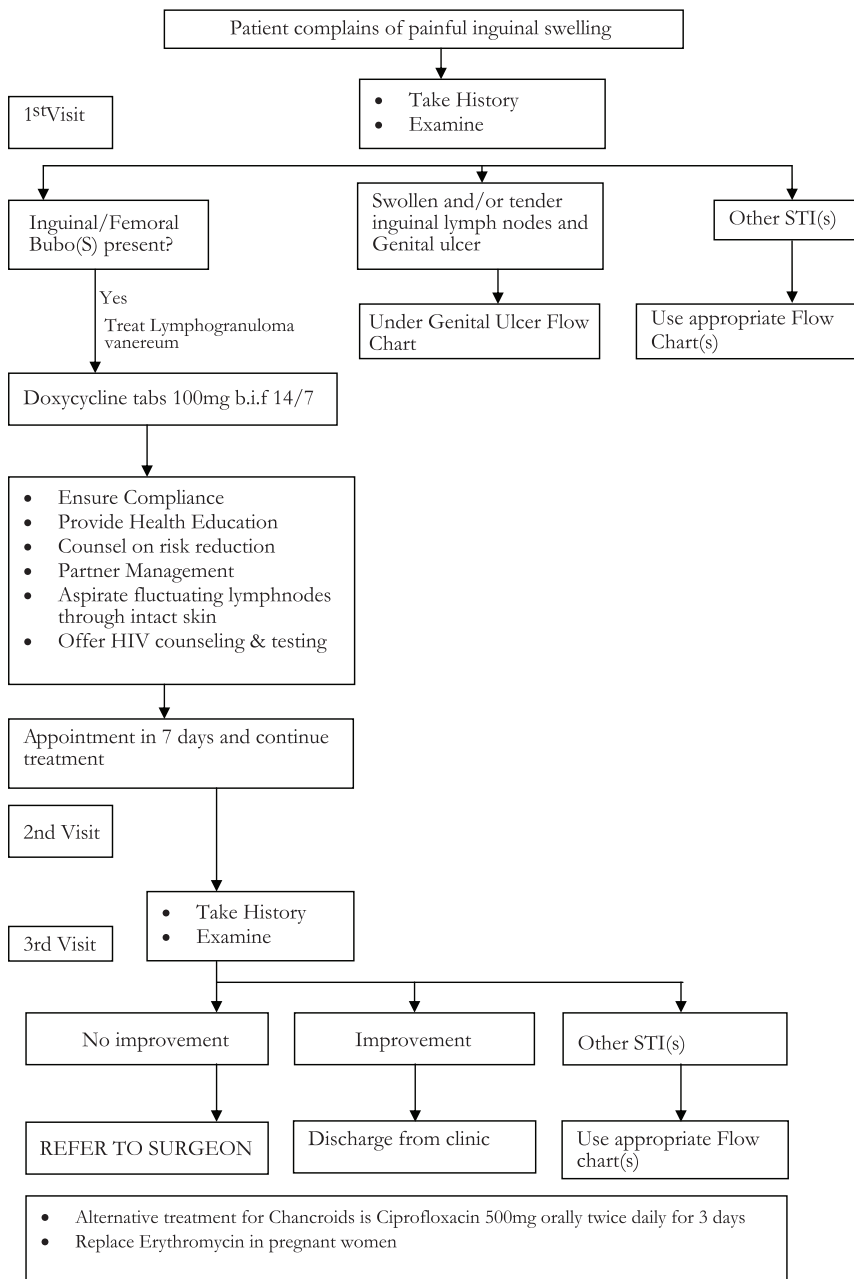 Patient complains of painful inguinal swelling
1stVisit
• Take History
• Examine
Inguinal/Femoral
Bubo(S) present?
Swollen and/or tender
inguinal lymph nodes and
Genital ulcer
Other STI(s)
Yes
Treat Lymphogranuloma
vanereum
Under Genital Ulcer Flow
Chart
Use appropriate Flow
Chart(s)
Doxycycline tabs 100mg b.i.f 14/7
• Ensure Compliance
• Provide Health Education
• Counsel on risk reduction
• Partner Management
• Aspirate fluctuating lymphnodes
through intact skin
• Offer HIV counseling & testing
Appointment in 7 days and continue
treatment
2nd Visit
• Take History
• Examine
3rd Visit
No improvement
Improvement
Other STI(s)
REFER TO SURGEON
Discharge from clinic
Use appropriate Flow
chart(s)
• Alternative treatment for Chancroids is Ciprofloxacin 500mg orally twice daily for 3 days
• Replace Erythromycin in pregnant women